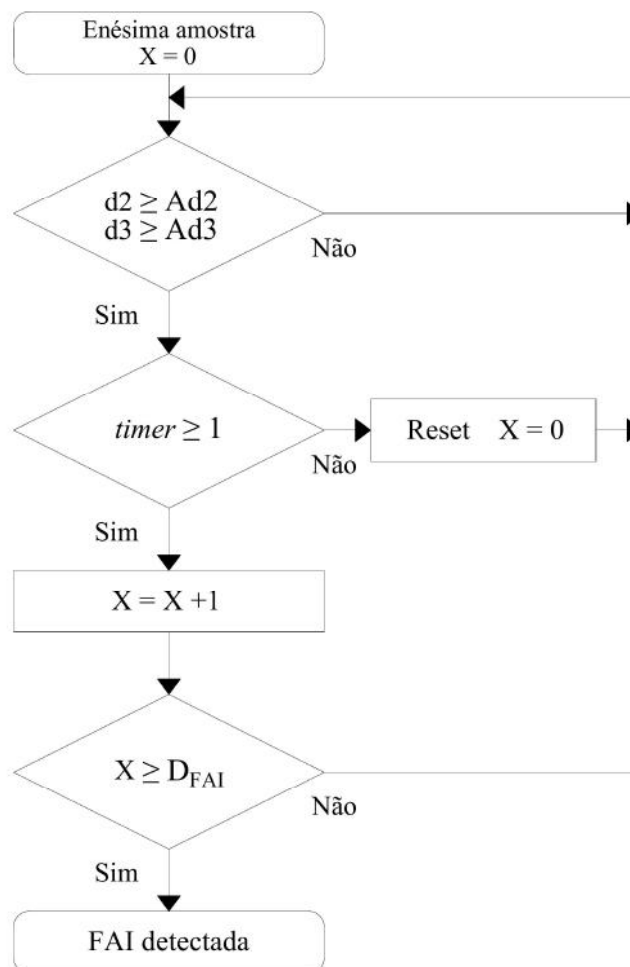 Enésima amostra
X = 0
d2 ≥ Ad2
d3 ≥ Ad3
Não
Sim
timer ≥ 1
Não
Reset X = 0
Sim
X = X +1
X ≥ D_FAI
Não
Sim
FAI detectada